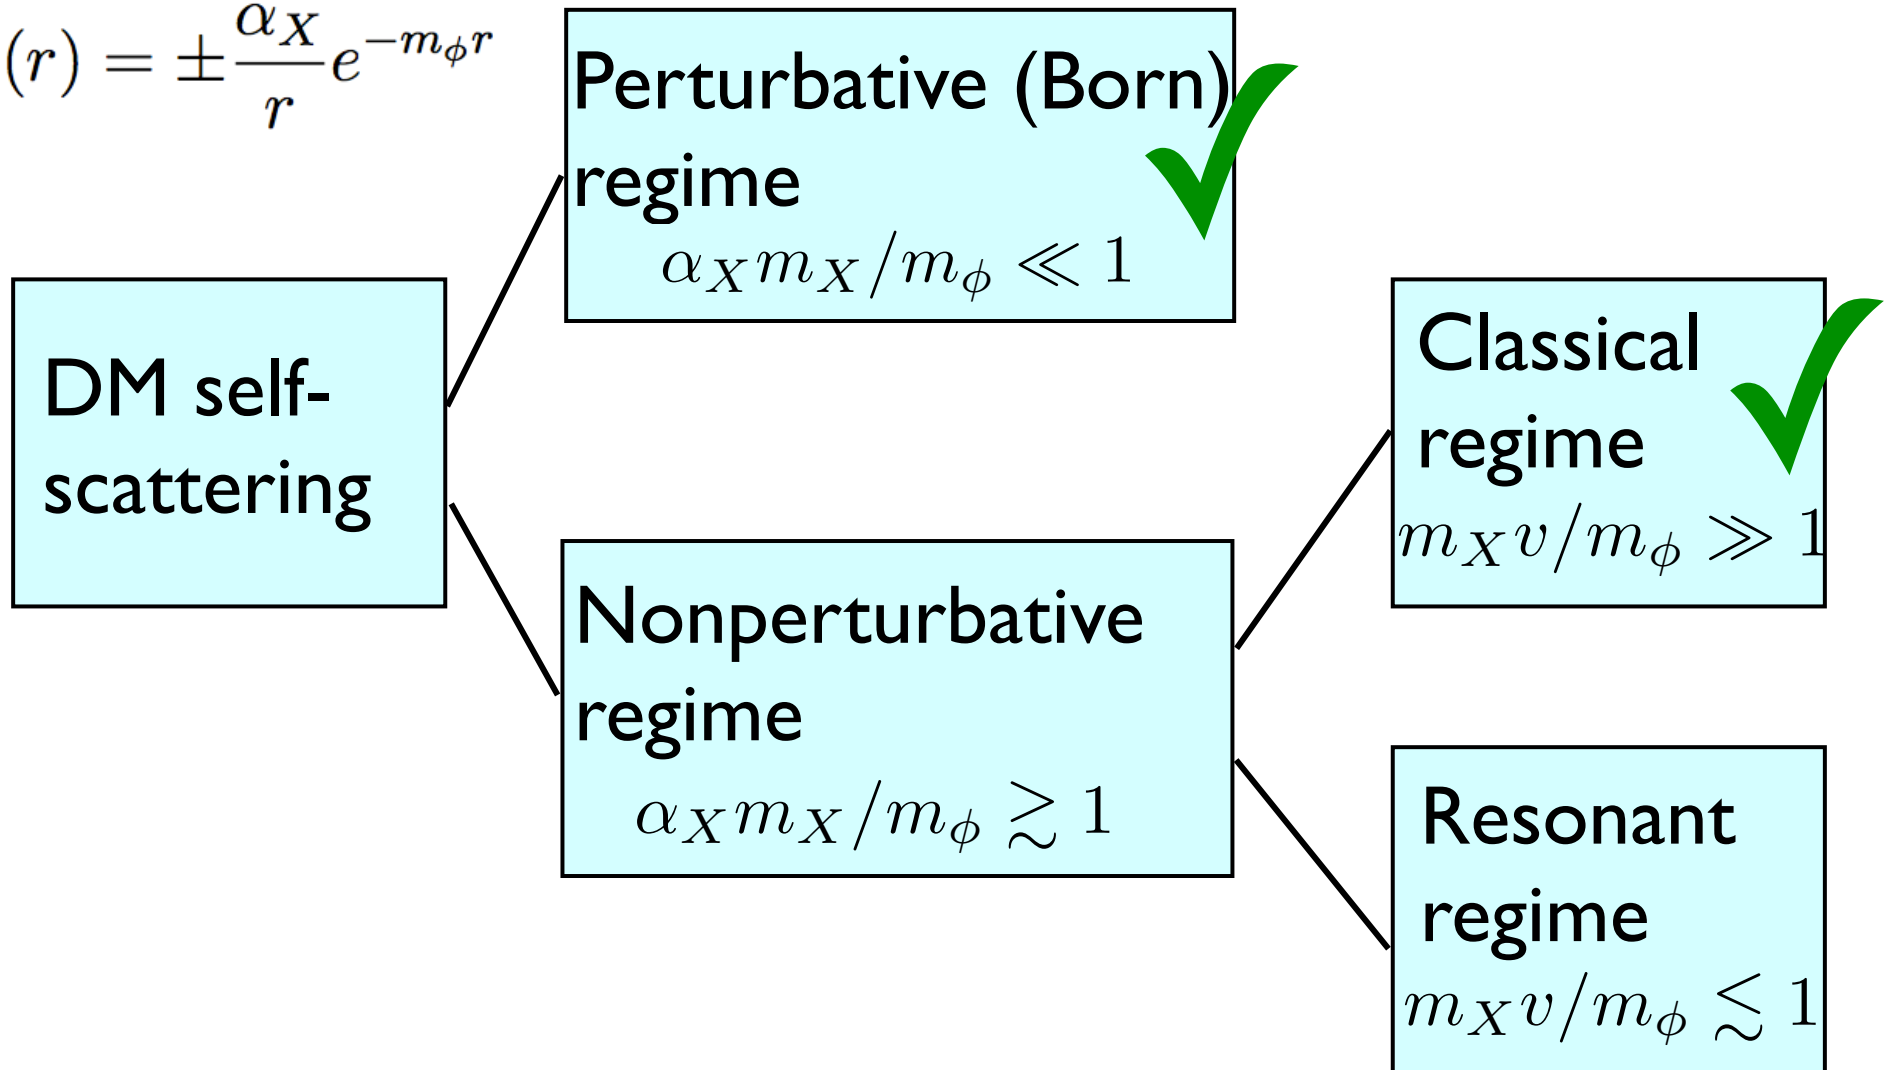 (r) = ±\frac{α_X}{r}e^{-m_ϕ r}
Perturbative (Born)
regime
α_X m_X/m_ϕ ≪ 1
DM self-
scattering
Nonperturbative
regime
α_X m_X/m_ϕ ≳ 1
Classical
regime
m_X v/m_ϕ ≫ 1
Resonant
regime
m_X v/m_ϕ ≲ 1